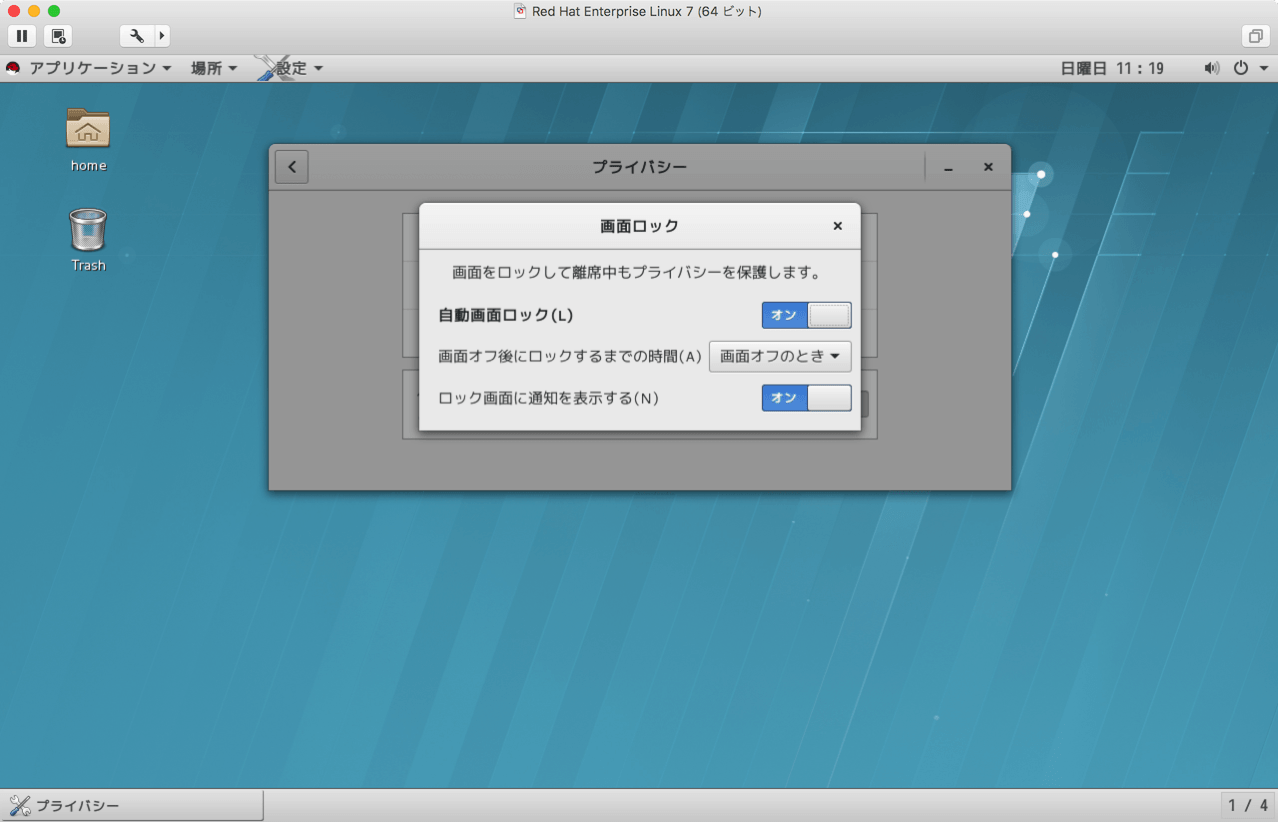 Red Hat Enterprise Linux 7 (64 ビット)
アプリケーション 場所 設定 日曜日 11 : 19
home
Trash
プライバシー
画面ロック
画面をロックして離席中もプライバシーを保護します。
自動画面ロック(L) オン
画面オフ後にロックするまでの時間(A) 画面オフのとき
ロック画面に通知を表示する(N) オン
プライバシー 1 / 4